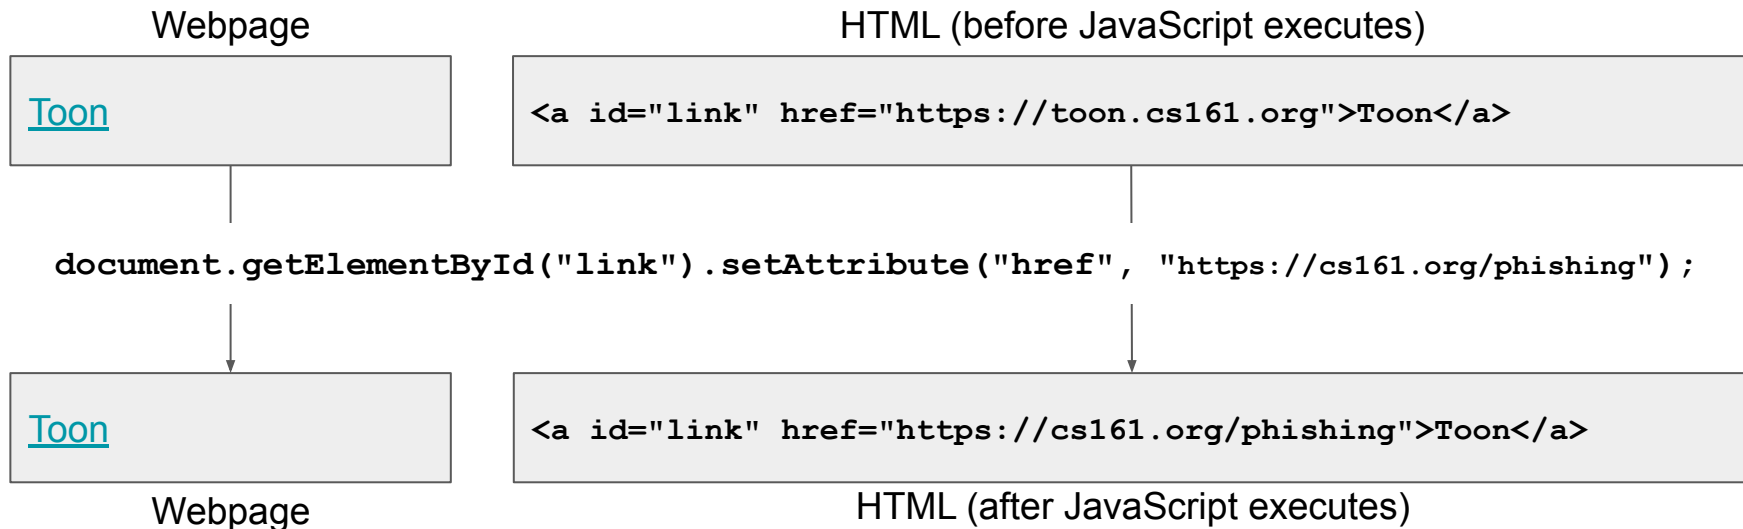 Webpage
HTML (before JavaScript executes)
Toon
<a id="link" href="https://toon.cs161.org">Toon</a>
document.getElementById("link").setAttribute("href", "https://cs161.org/phishing");
Toon
<a id="link" href="https://cs161.org/phishing">Toon</a>
Webpage
HTML (after JavaScript executes)